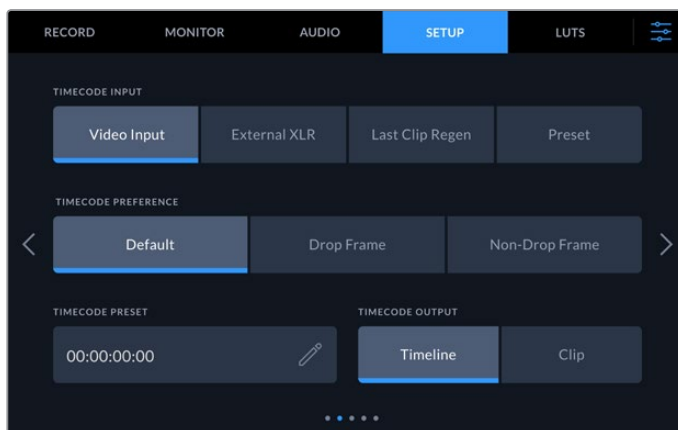 RECORD MONITOR AUDIO SETUP LUTS
TIMECODE INPUT
Video Input External XLR Last Clip Regen Preset
TIMECODE PREFERENCE
Default Drop Frame Non-Drop Frame
TIMECODE PRESET TIMECODE OUTPUT
00:00:00:00 Timeline Clip